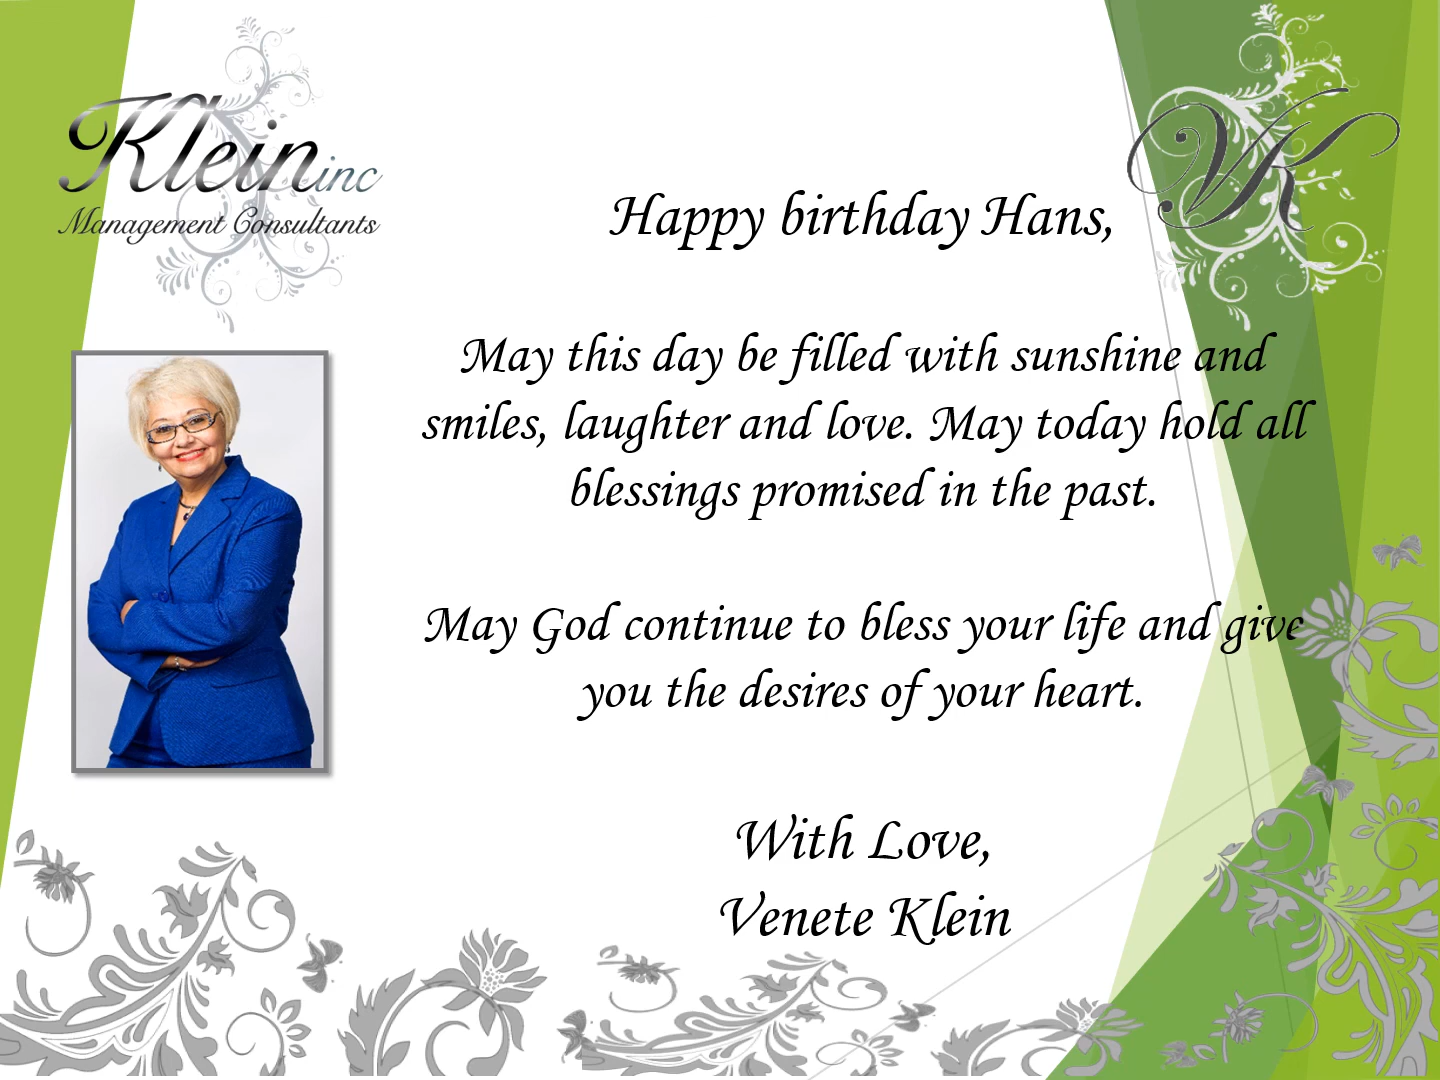 Klein inc
Management Consultants
VK
Happy birthday Hans,
May this day be filled with sunshine and
smiles, laughter and love. May today hold all
blessings promised in the past.
May God continue to bless your life and give
you the desires of your heart.
With Love,
Venete Klein